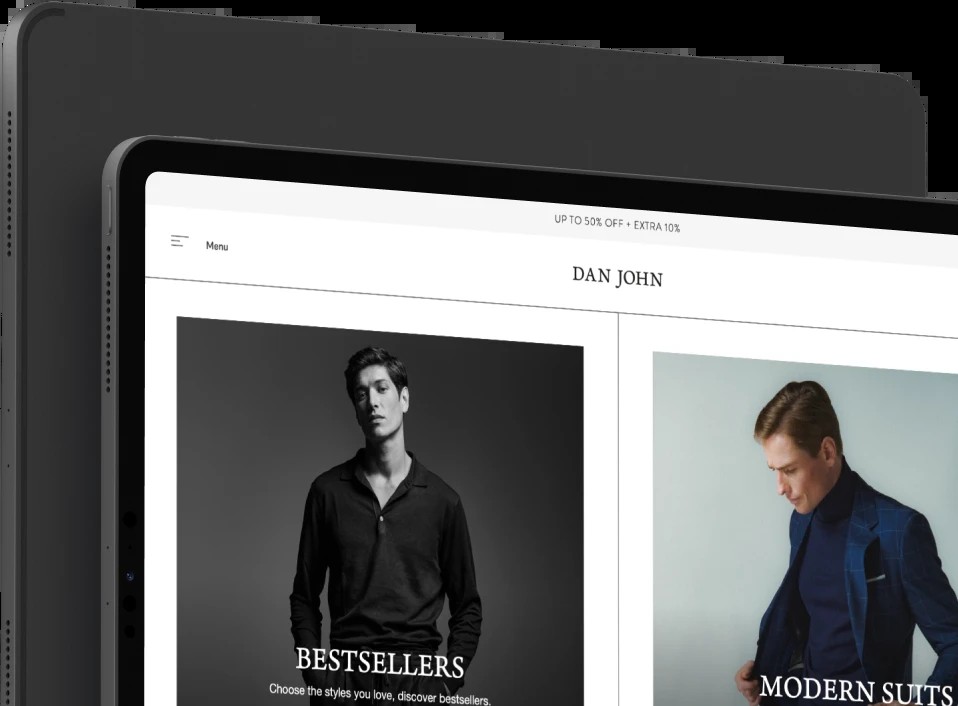 UP TO 50% OFF + EXTRA 10%
Menu
DAN JOHN
BESTSELLERS
Choose the styles you love, discover bestsellers.
MODERN SUITS